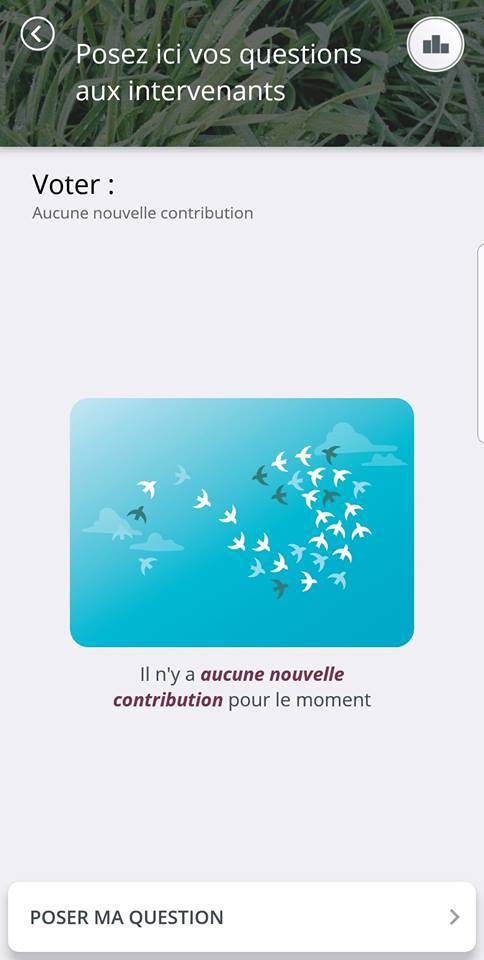 Posez ici vos questions
aux intervenants
Voter :
Aucune nouvelle contribution
Il n'y a aucune nouvelle
contribution pour le moment
POSER MA QUESTION